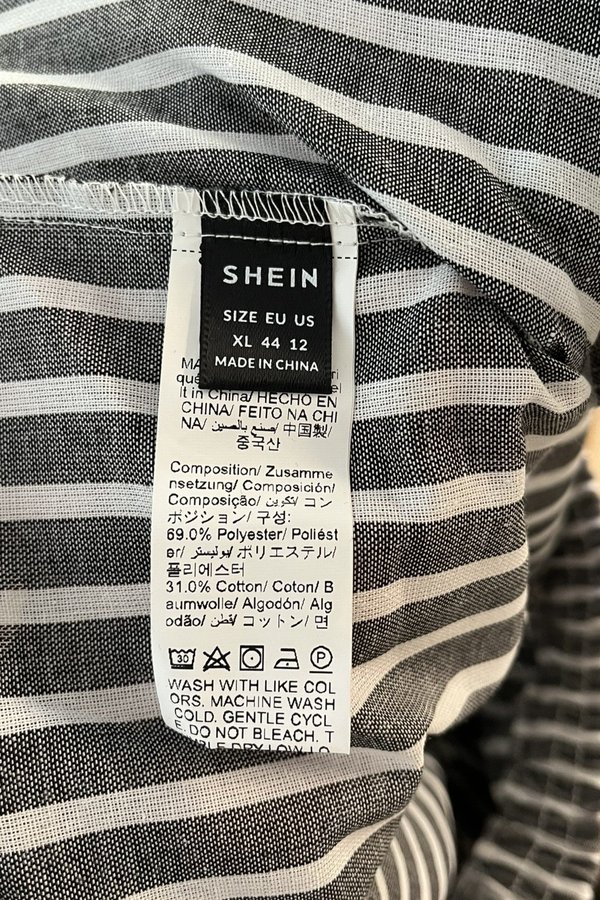 SHEIN
SIZE EU US
XL 44 12
MADE IN CHINA
lt in China/ HECHO EN
CHINA/ FEITO NA CHI
NA/ صنع بالصين/ 中国製/
중국산
Composition/ Zusamme
nsetzung/ Composición/
Composição/ تكوين/ コン
ポジション/ 구성:
69.0% Polyester/ Poliést
er/ بوليستر/ ポリエステル/
폴리에스터
31.0% Cotton/ Coton/ B
aumwolle/ Algodón/ Alg
odão/ قطن/ コットン/ 면
30
P
WASH WITH LIKE COL
ORS. MACHINE WASH
COLD. GENTLE CYCL
E. DO NOT BLEACH. T
DRY LOW